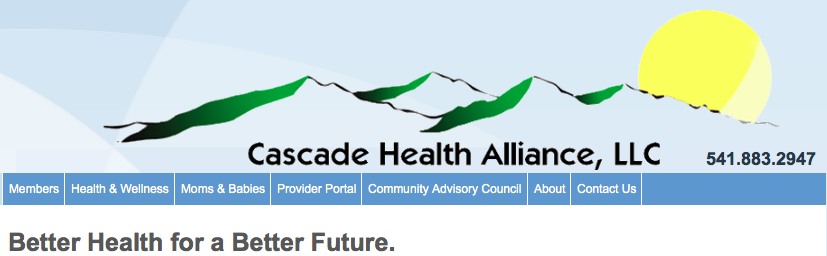 Cascade Health Alliance, LLC
541.883.2947
Members Health & Wellness Moms & Babies Provider Portal Community Advisory Council About Contact Us
Better Health for a Better Future.